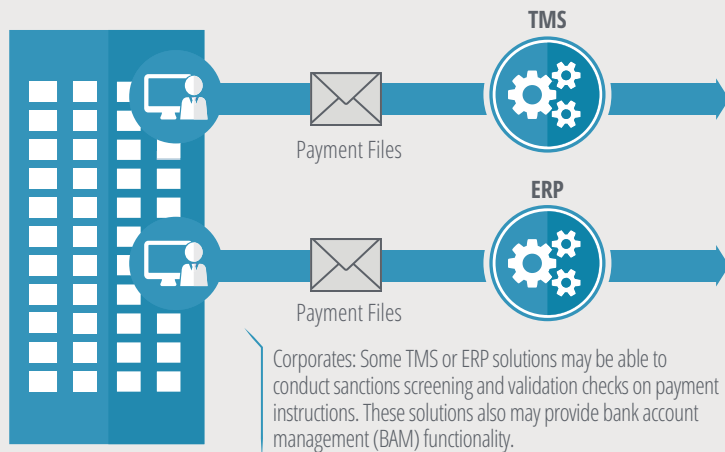 TMS
Payment Files
ERP
Payment Files
Corporates: Some TMS or ERP solutions may be able to
conduct sanctions screening and validation checks on payment
instructions. These solutions also may provide bank account
management (BAM) functionality.